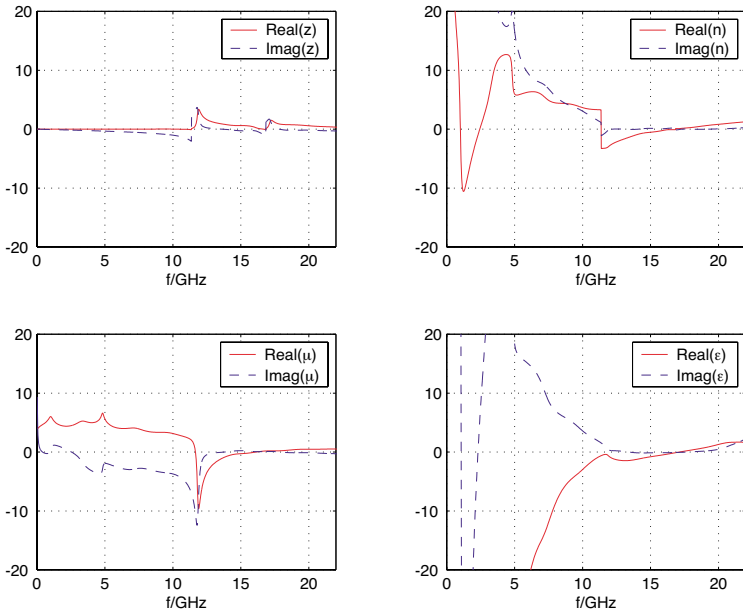 20
10
0
-10
-20
0 5 10 15 20
f/GHz
Real(z)
Imag(z)
20
10
0
-10
-20
0 5 10 15 20
f/GHz
Real(n)
Imag(n)
20
10
0
-10
-20
0 5 10 15 20
f/GHz
Real(μ)
Imag(μ)
20
10
0
-10
-20
0 5 10 15 20
f/GHz
Real(ε)
Imag(ε)